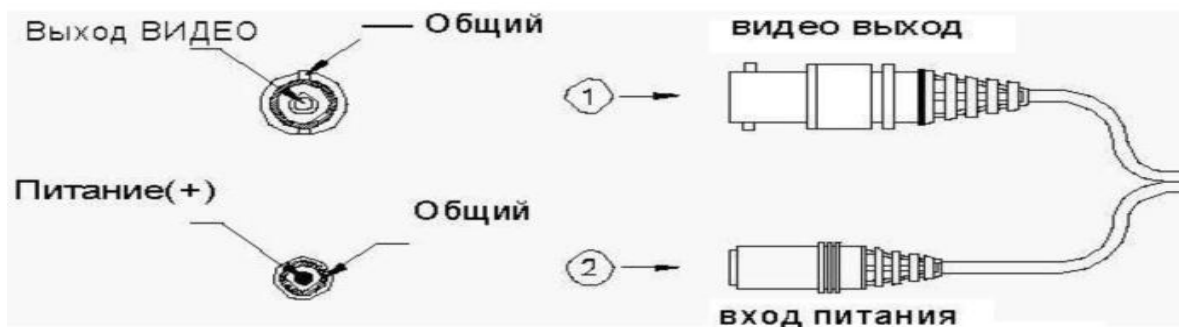 Выход ВИДЕО
Общий
видео выход
1
Питание(+)
Общий
2
вход питания